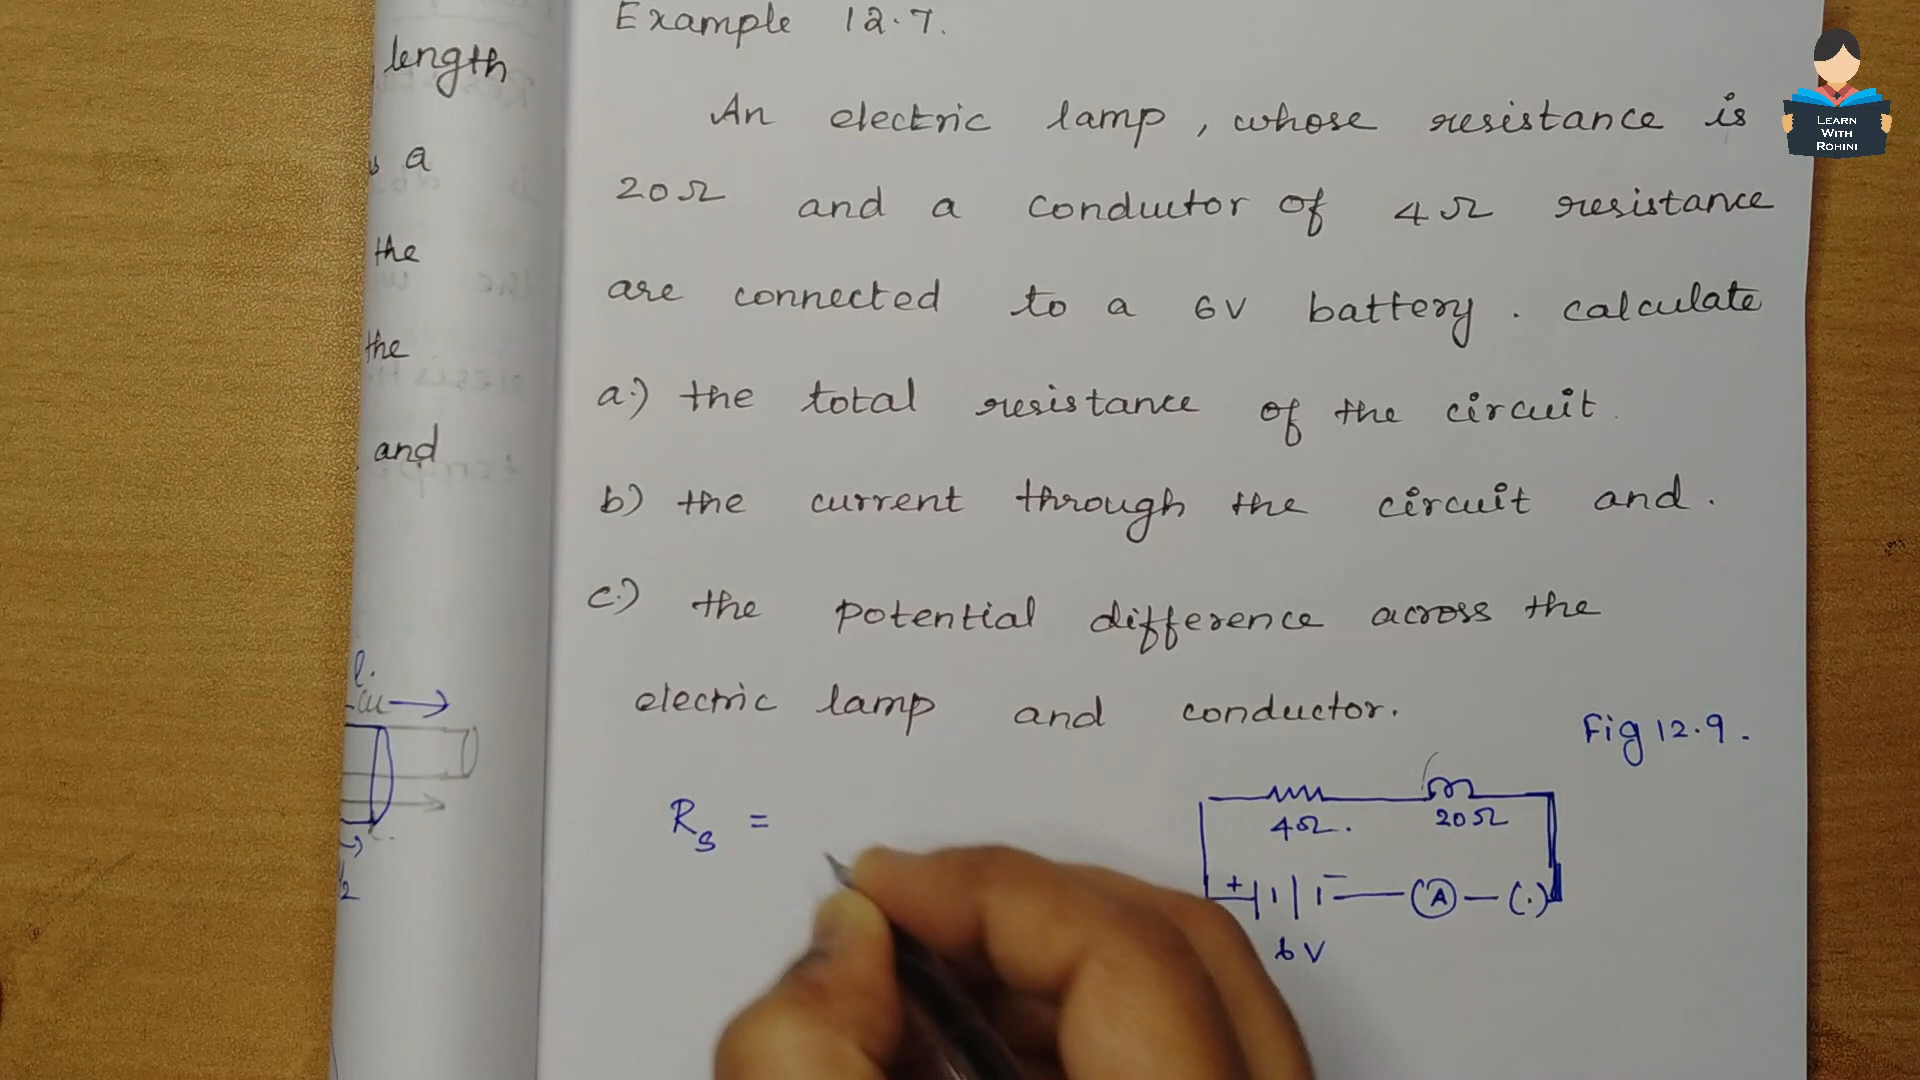 length
a
the
the
and
Example 12.7.
An electric lamp, whose resistance is
20Ω and a conductor of 4Ω resistance
are connected to a 6V battery. calculate
a.) the total resistance of the circuit.
b) the current through the circuit and.
c.) the potential difference across the
electric lamp and conductor.
Fig 12.9.
R_s =
4Ω. 20Ω
+ − (A) (.)
6V
LEARN
WITH
ROHINI